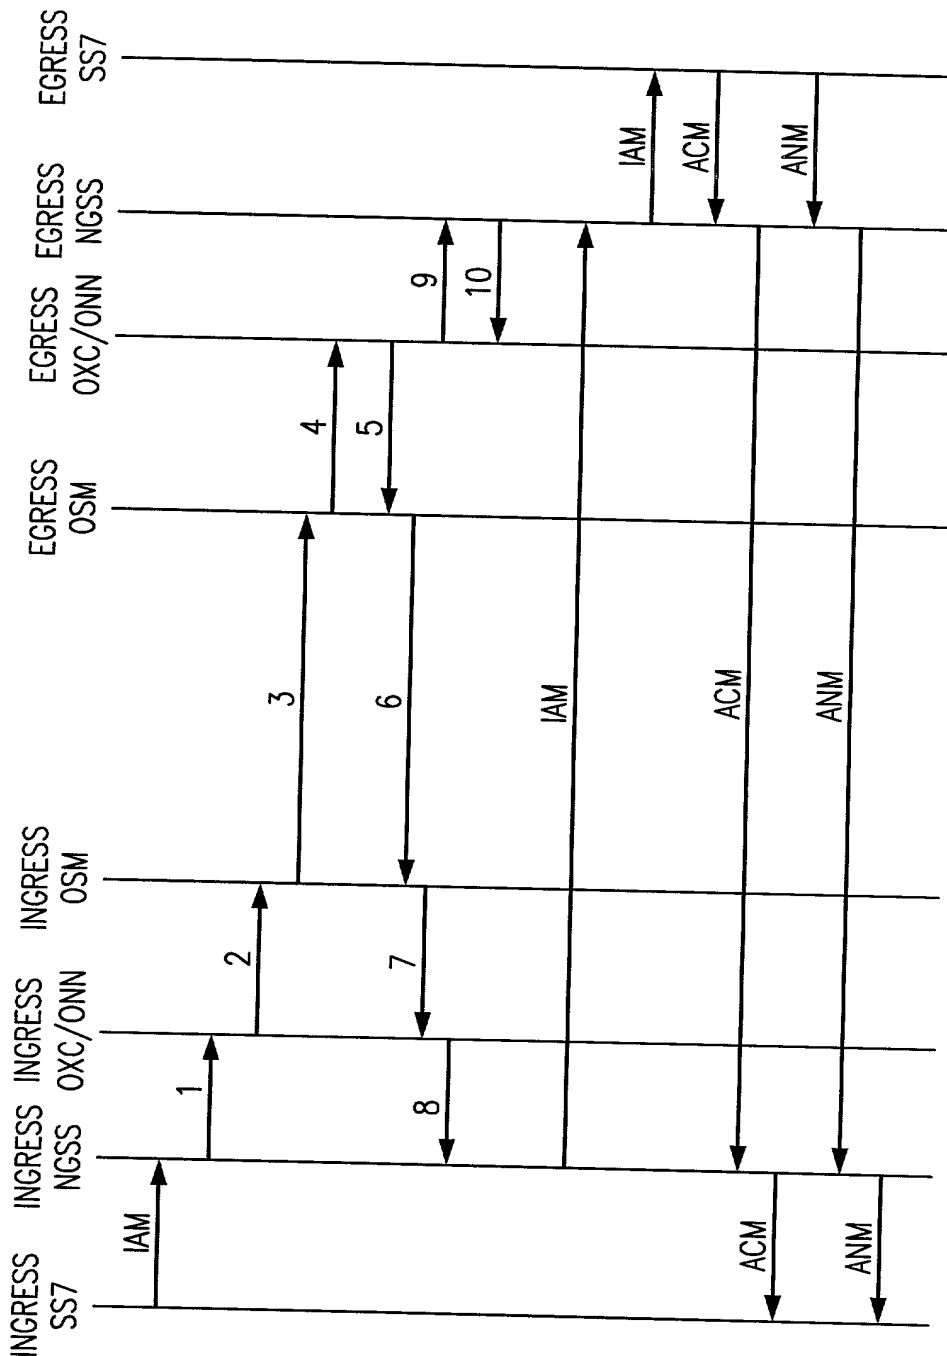 INGRESS
SS7
INGRESS
NGSS
INGRESS
OXC/ONN
INGRESS
OSM
EGRESS
OSM
EGRESS
OXC/ONN
EGRESS
NGSS
EGRESS
SS7
IAM
1
2
3
4
5
6
7
8
9
10
IAM
IAM
ACM
ACM
ACM
ANM
ANM
ANM